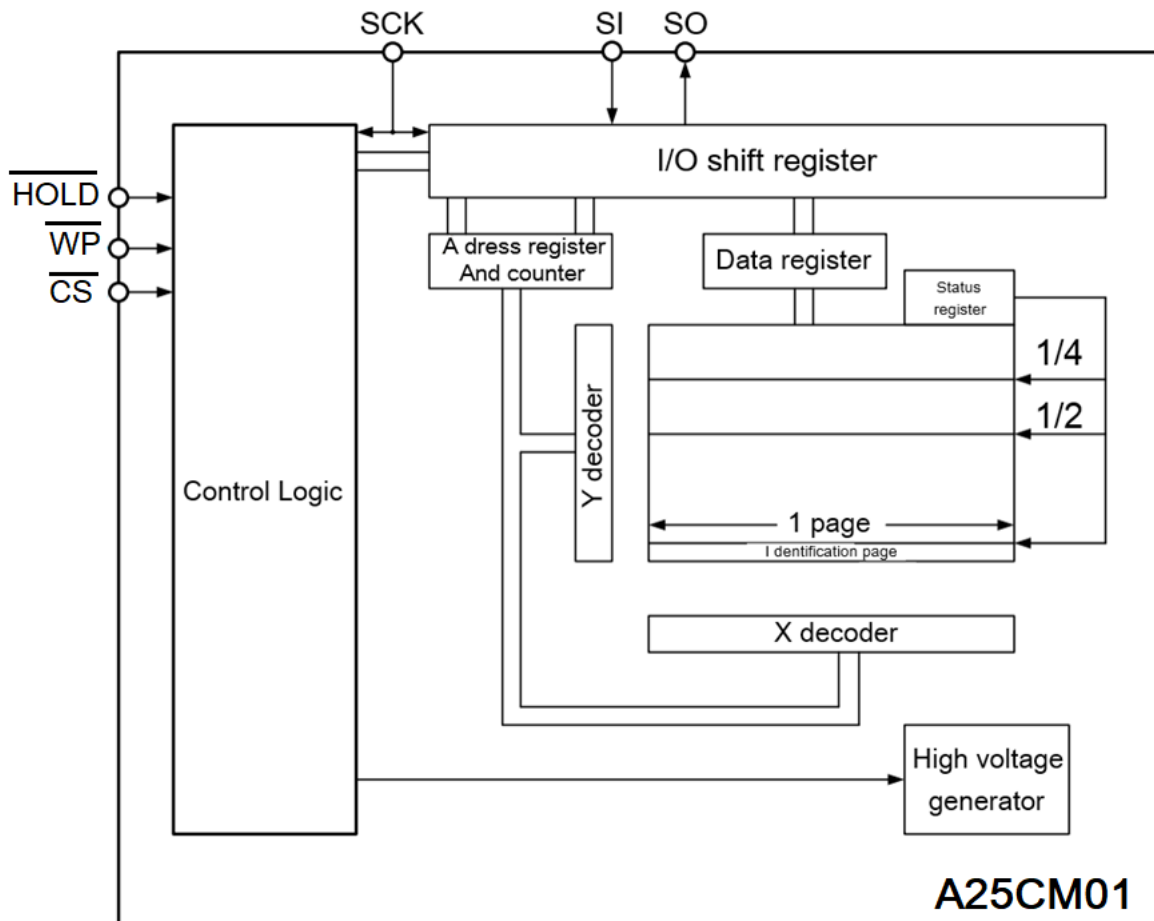 SCK
SI
SO
HOLD
WP
CS
I/O shift register
A dress register
And counter
Data register
Status
register
1/4
1/2
Y decoder
Control Logic
1 page
I dentification page
X decoder
High voltage
generator
A25CM01